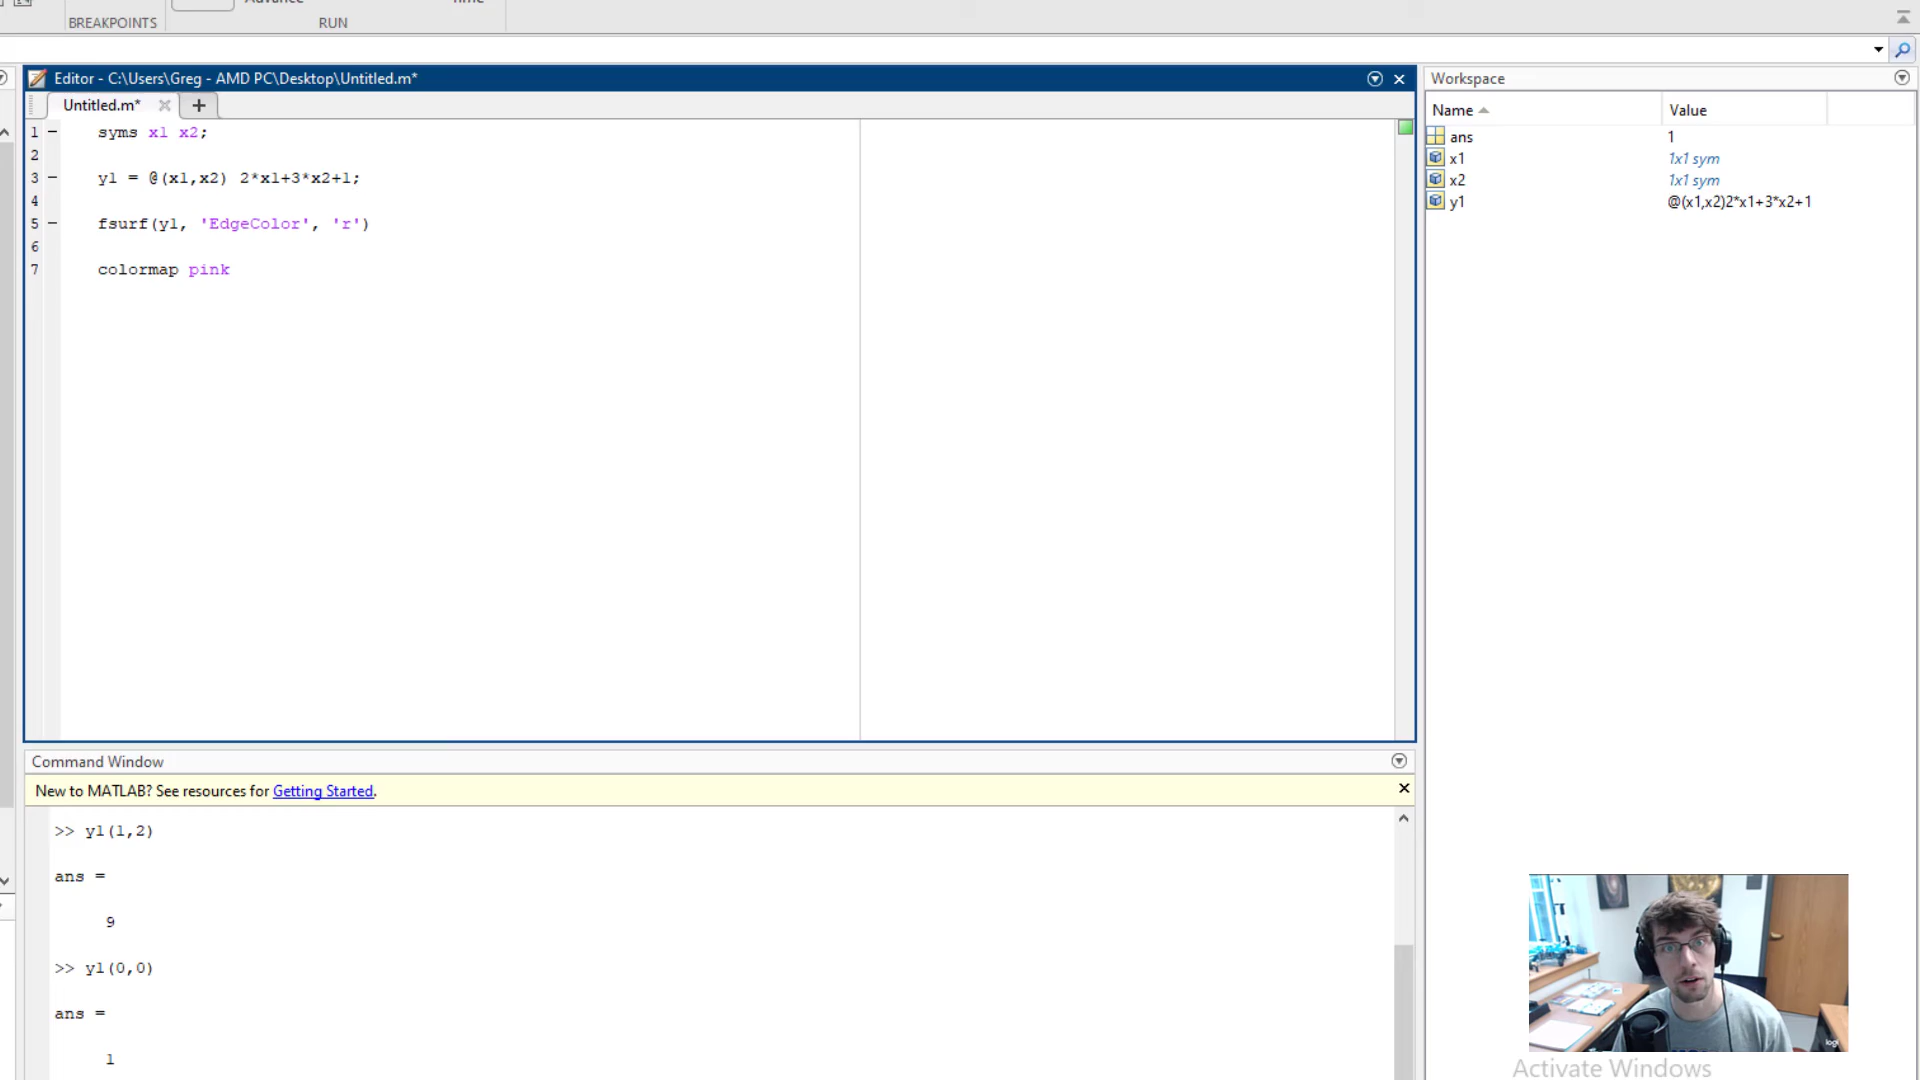 Advance
Time
BREAKPOINTS
RUN
Editor - C:\Users\Greg - AMD PC\Desktop\Untitled.m*
Untitled.m*
1 syms x1 x2;
2
3 y1 = @(x1,x2) 2*x1+3*x2+1;
4
5 fsurf(y1, 'EdgeColor', 'r')
6
7 colormap pink
Workspace
Name Value
ans 1
x1 1x1 sym
x2 1x1 sym
y1 @(x1,x2)2*x1+3*x2+1
Command Window
New to MATLAB? See resources for Getting Started.
>> y1(1,2)
ans =
9
>> y1(0,0)
ans =
1
logi
Activate Windows